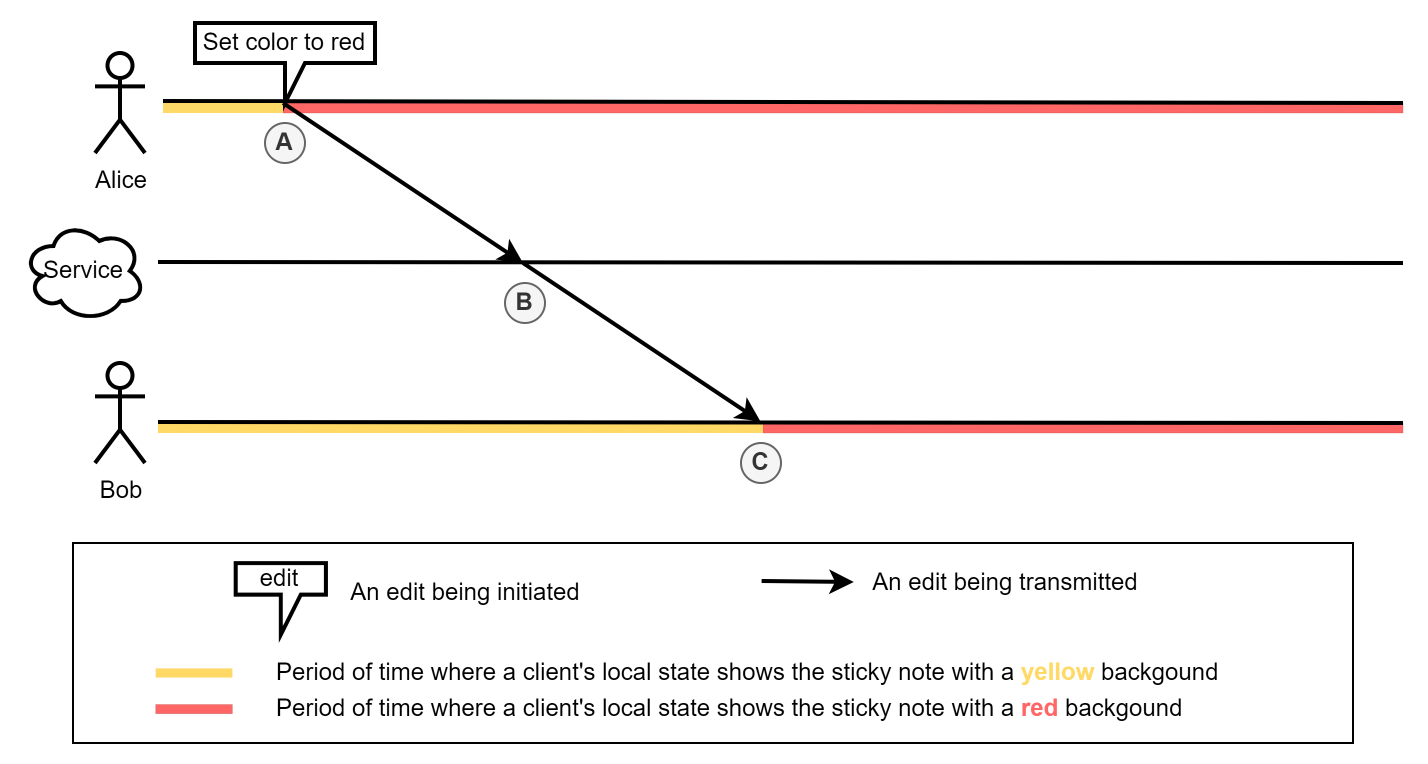 Set color to red
A
Alice
Service
B
C
Bob
edit
An edit being initiated
An edit being transmitted
Period of time where a client's local state shows the sticky note with a yellow backgound
Period of time where a client's local state shows the sticky note with a red backgound